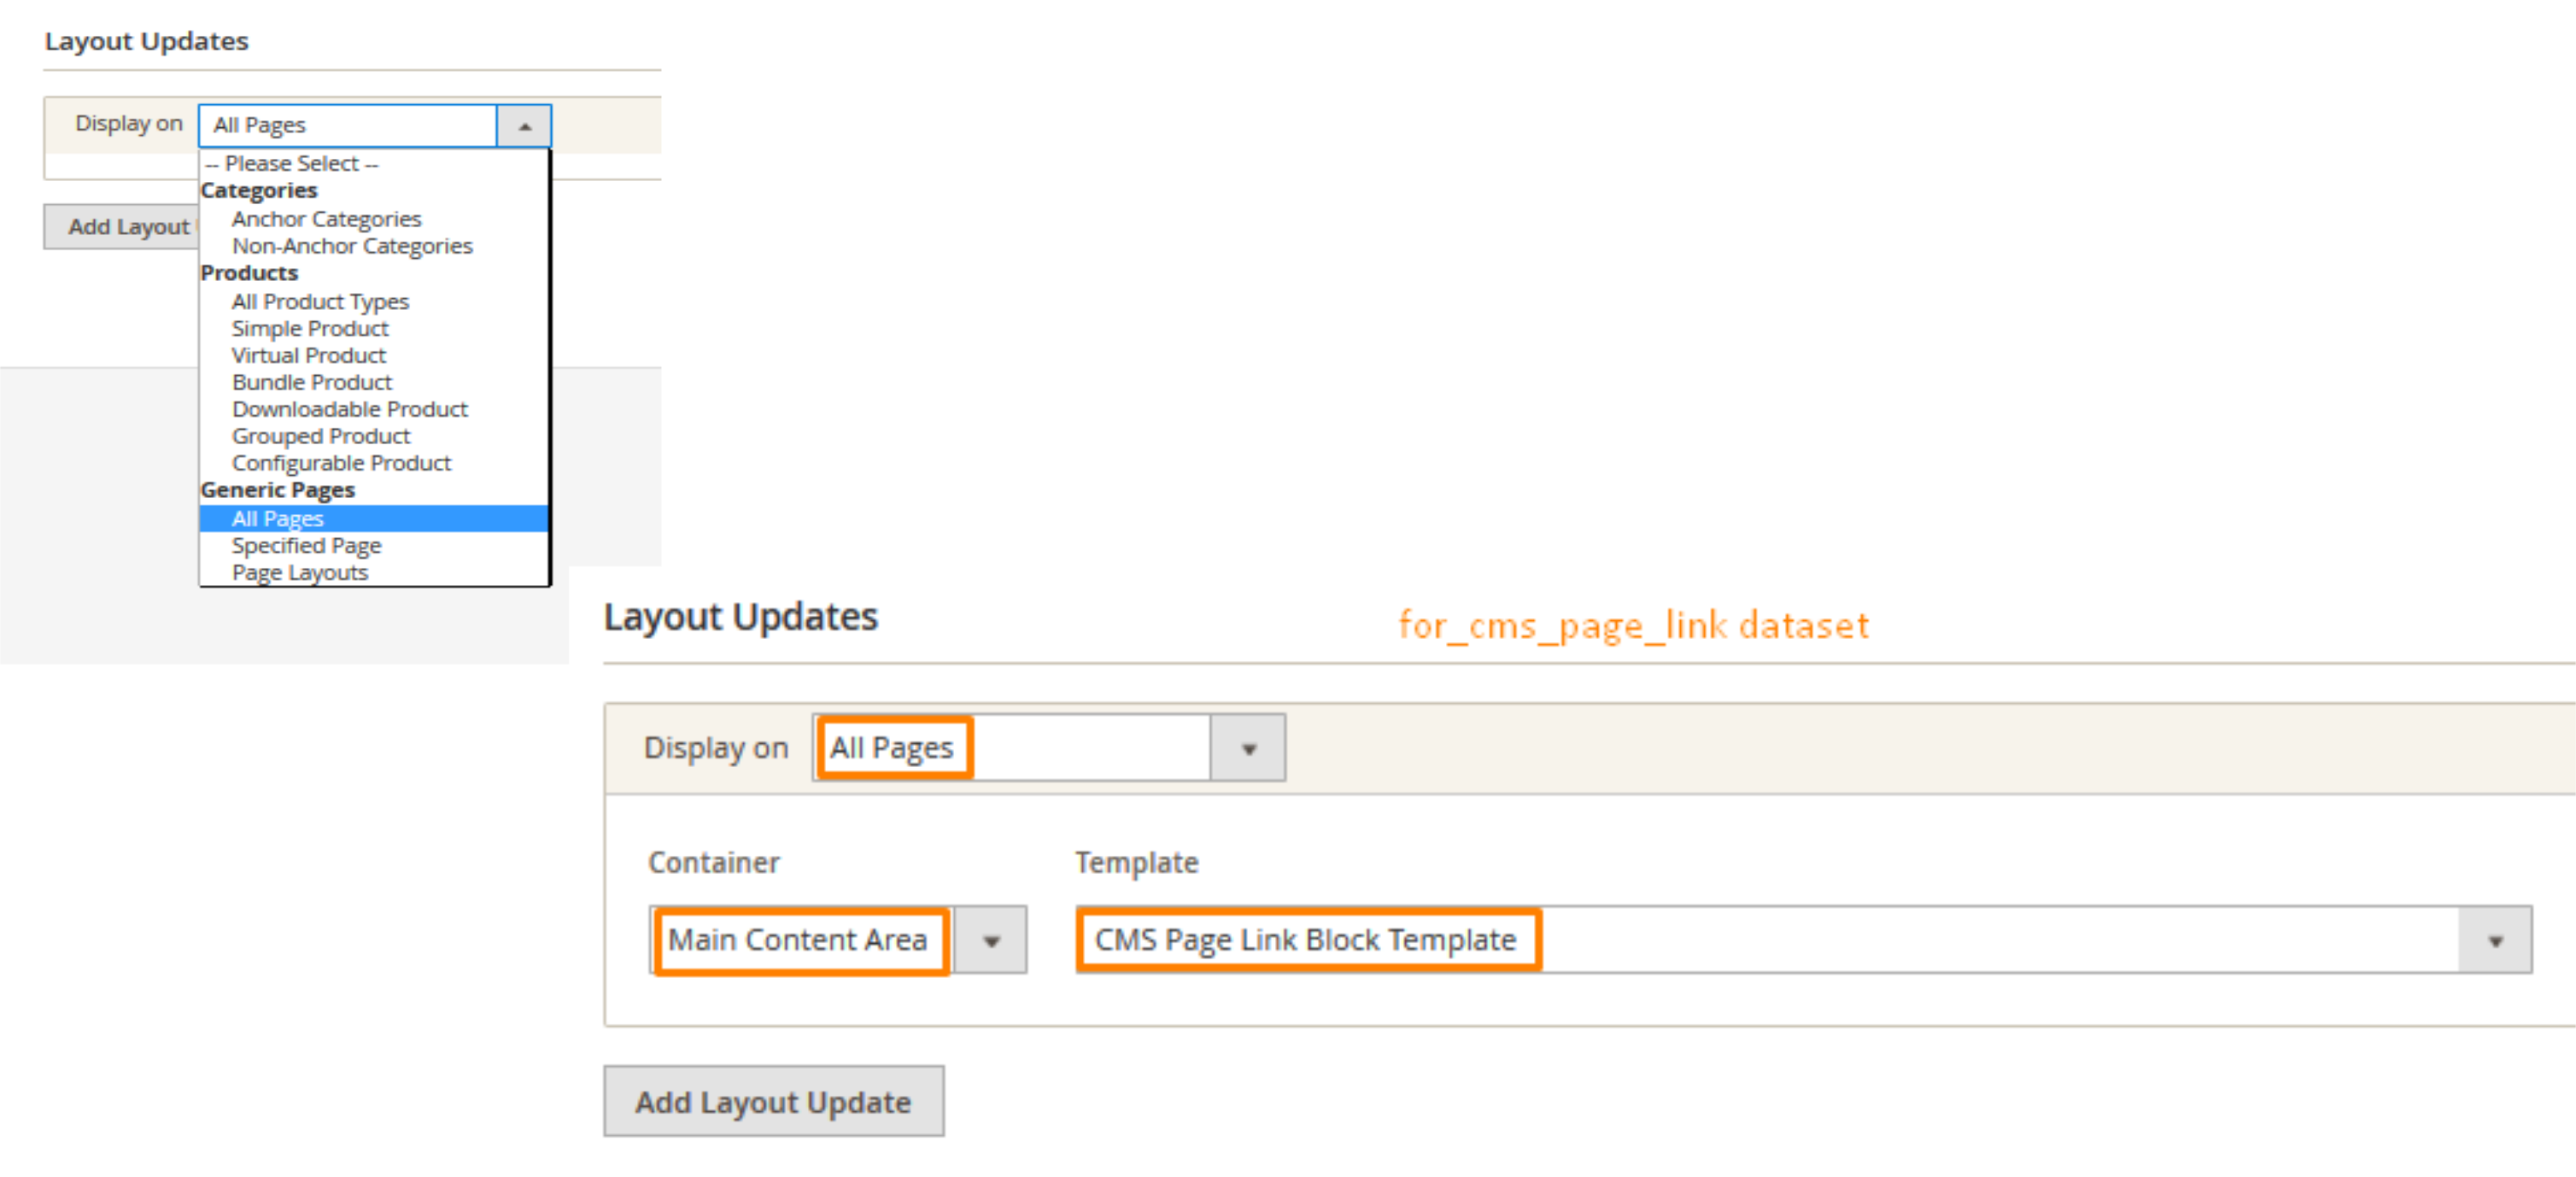 Layout Updates
Display on All Pages
-- Please Select --
Categories
Anchor Categories
Non-Anchor Categories
Products
All Product Types
Simple Product
Virtual Product
Bundle Product
Downloadable Product
Grouped Product
Configurable Product
Generic Pages
All Pages
Specified Page
Page Layouts
Add Layout
Layout Updates
for_cms_page_link dataset
Display on All Pages
Container Template
Main Content Area CMS Page Link Block Template
Add Layout Update